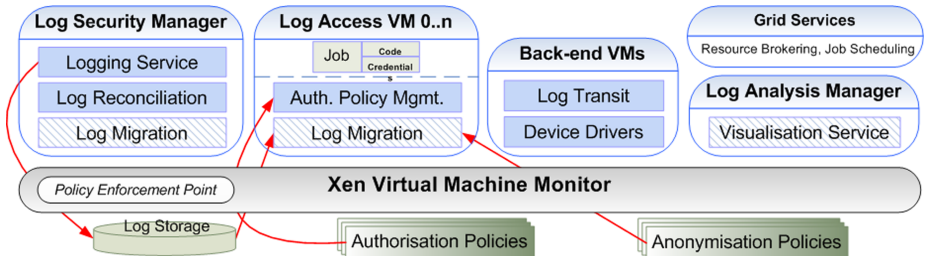 Log Security Manager
Logging Service
Log Reconciliation
Log Migration
Log Access VM 0..n
Job
Code
Credential
s
Auth. Policy Mgmt.
Log Migration
Back-end VMs
Log Transit
Device Drivers
Grid Services
Resource Brokering, Job Scheduling
Log Analysis Manager
Visualisation Service
Policy Enforcement Point
Xen Virtual Machine Monitor
Log Storage
Authorisation Policies
Anonymisation Policies